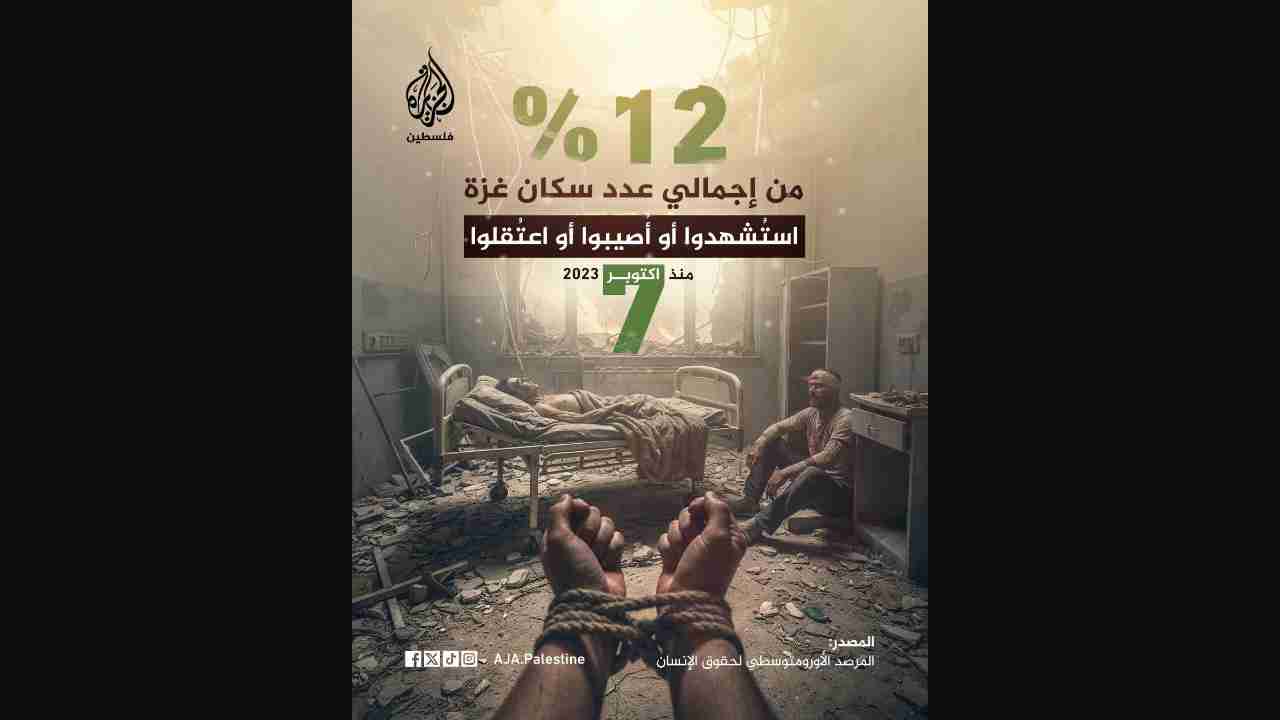 الجزيرة
فلسطين
%12
من إجمالي عدد سكان غزة
استُشهدوا أو أُصيبوا أو اعتُقلوا
منذ 7 اكتوبر 2023
المصدر:
المرصد الأورومتوسطي لحقوق الإنسان
AJA.Palestine